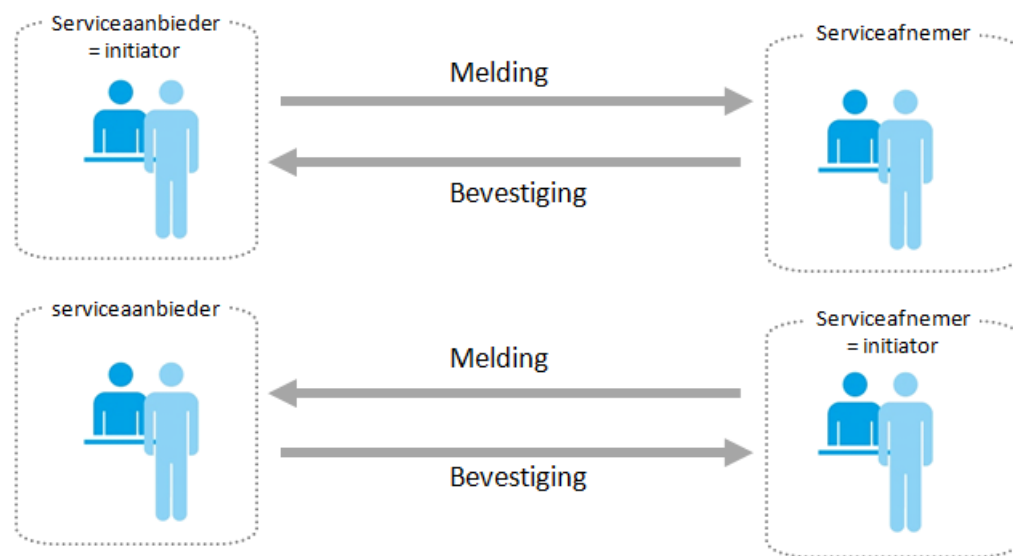 Serviceaanbieder
= initiator
Serviceafnemer
Melding
Bevestiging
serviceaanbieder
Serviceafnemer
= initiator
Melding
Bevestiging